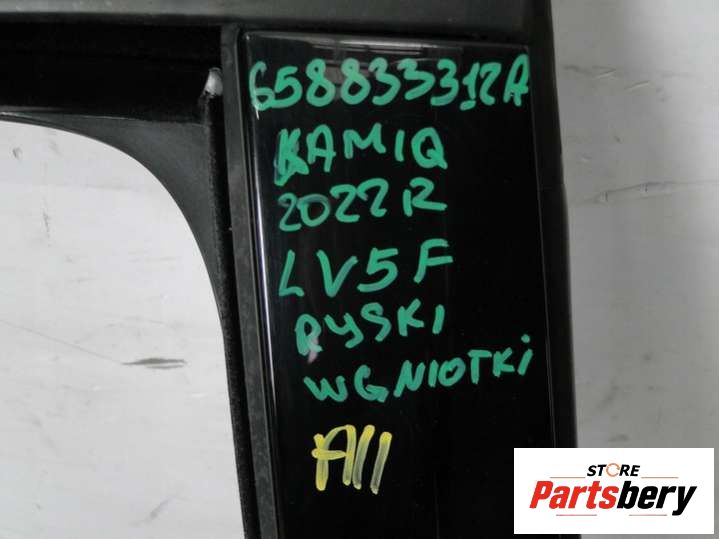 658833312A
KAMIQ
2022R
LV5F
RYSKI
WGNIOTKI
A11
STORE
Partsbery